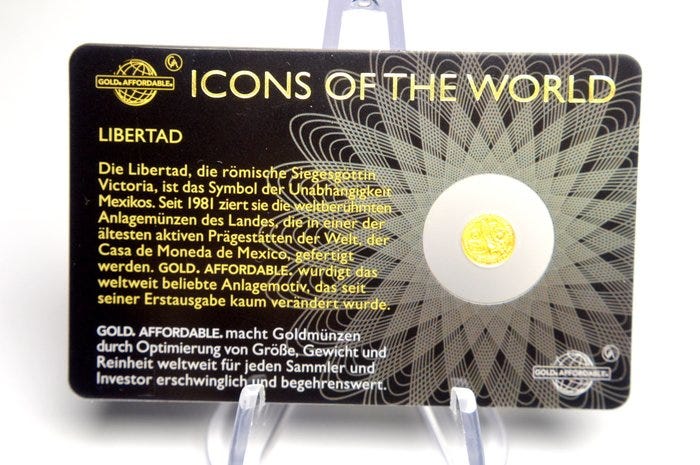 GOLD. AFFORDABLE.
GA
ICONS OF THE WORLD
LIBERTAD
Die Libertad, die römische Siegesgöttin
Victoria, ist das Symbol der Unabhängigkeit
Mexikos. Seit 1981 ziert sie die weltberühmten
Anlagemünzen des Landes, die in einer der
ältesten aktiven Prägestätten der Welt, der
Casa de Moneda de Mexico, gefertigt
werden. GOLD. AFFORDABLE. würdigt das
weltweit beliebte Anlagemotiv, das seit
seiner Erstausgabe kaum verändert wurde.
GOLD. AFFORDABLE. macht Goldmünzen
durch Optimierung von Größe, Gewicht und
Reinheit weltweit für jeden Sammler und
Investor erschwinglich und begehrenswert.
GOLD. AFFORDABLE.
GA